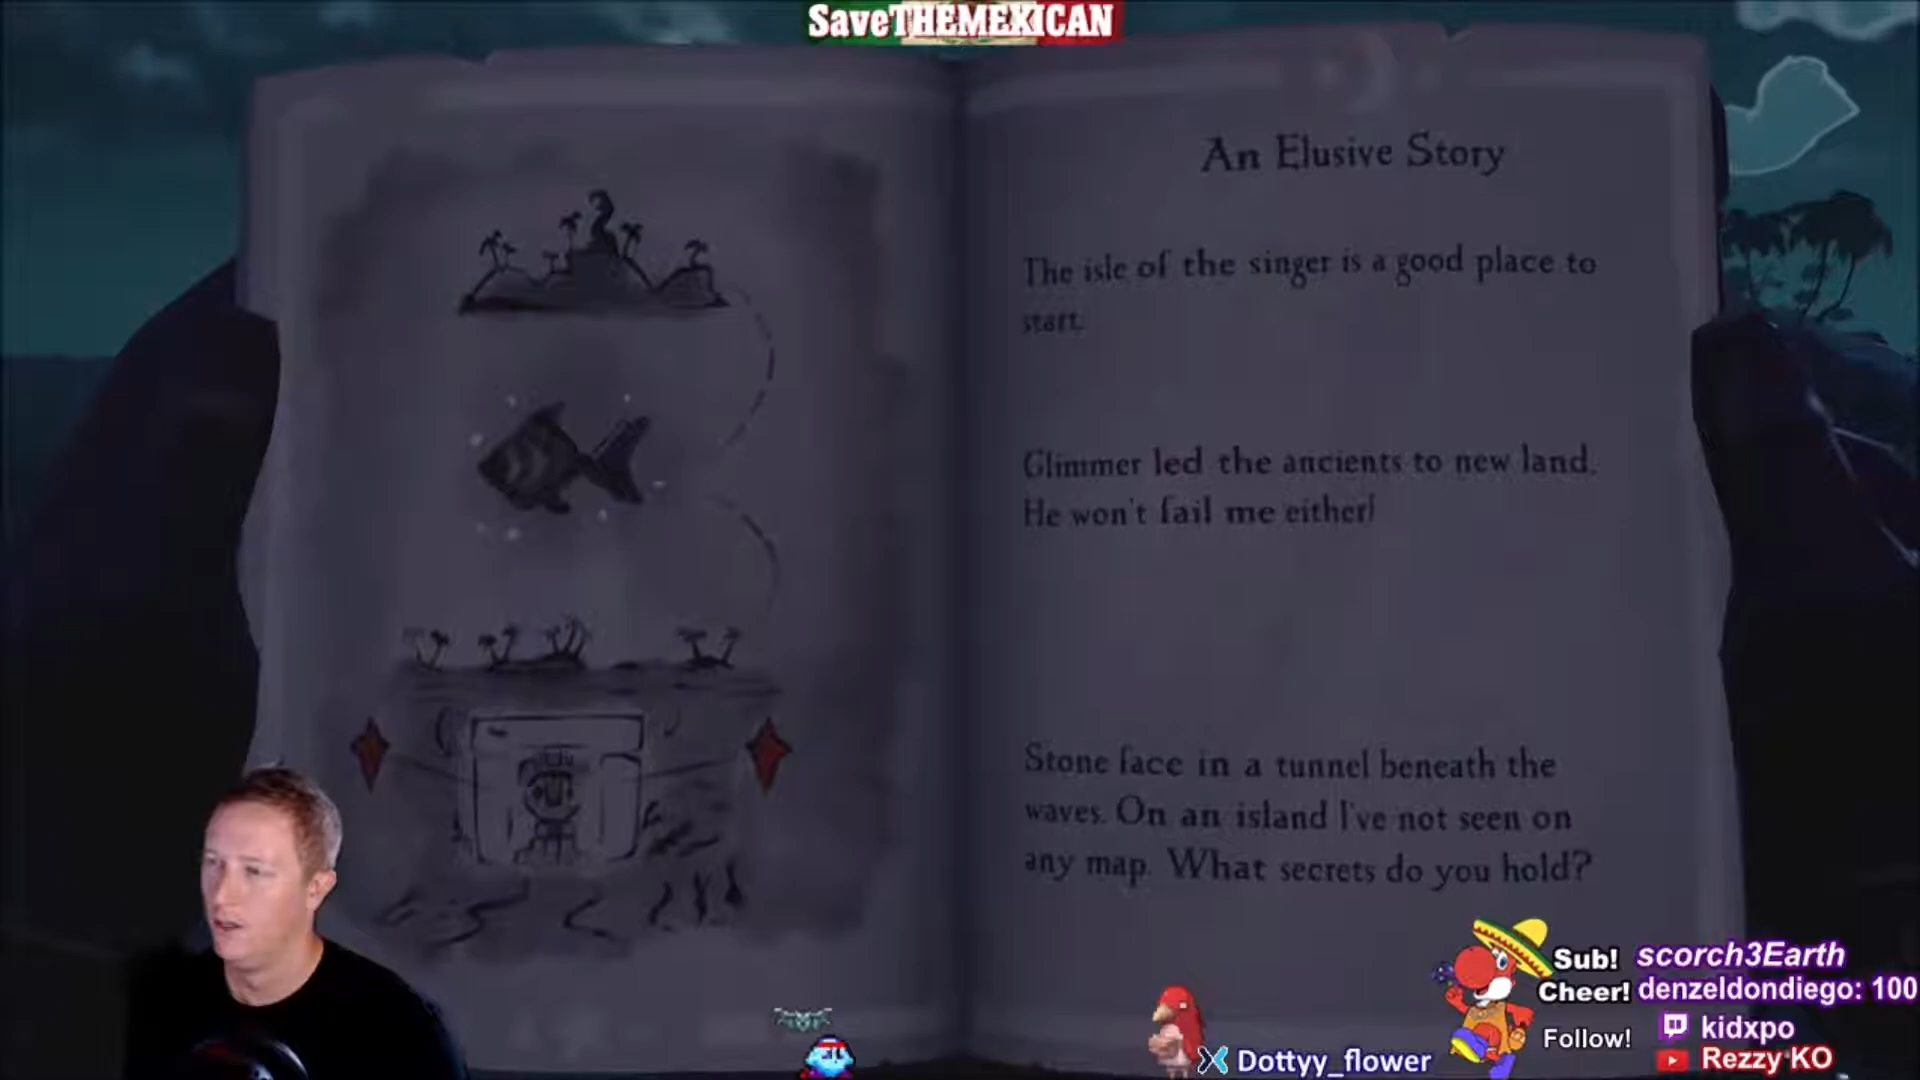 SaveTHEMEXICAN
An Elusive Story
The isle of the singer is a good place to
start.
Glimmer led the ancients to new land.
He won't fail me either!
Stone face in a tunnel beneath the
waves. On an island I've not seen on
any map. What secrets do you hold?
Sub! scorch3Earth
Cheer! denzeldondiego: 100
Follow! kidxpo
Rezzy KO
Dottyy_flower